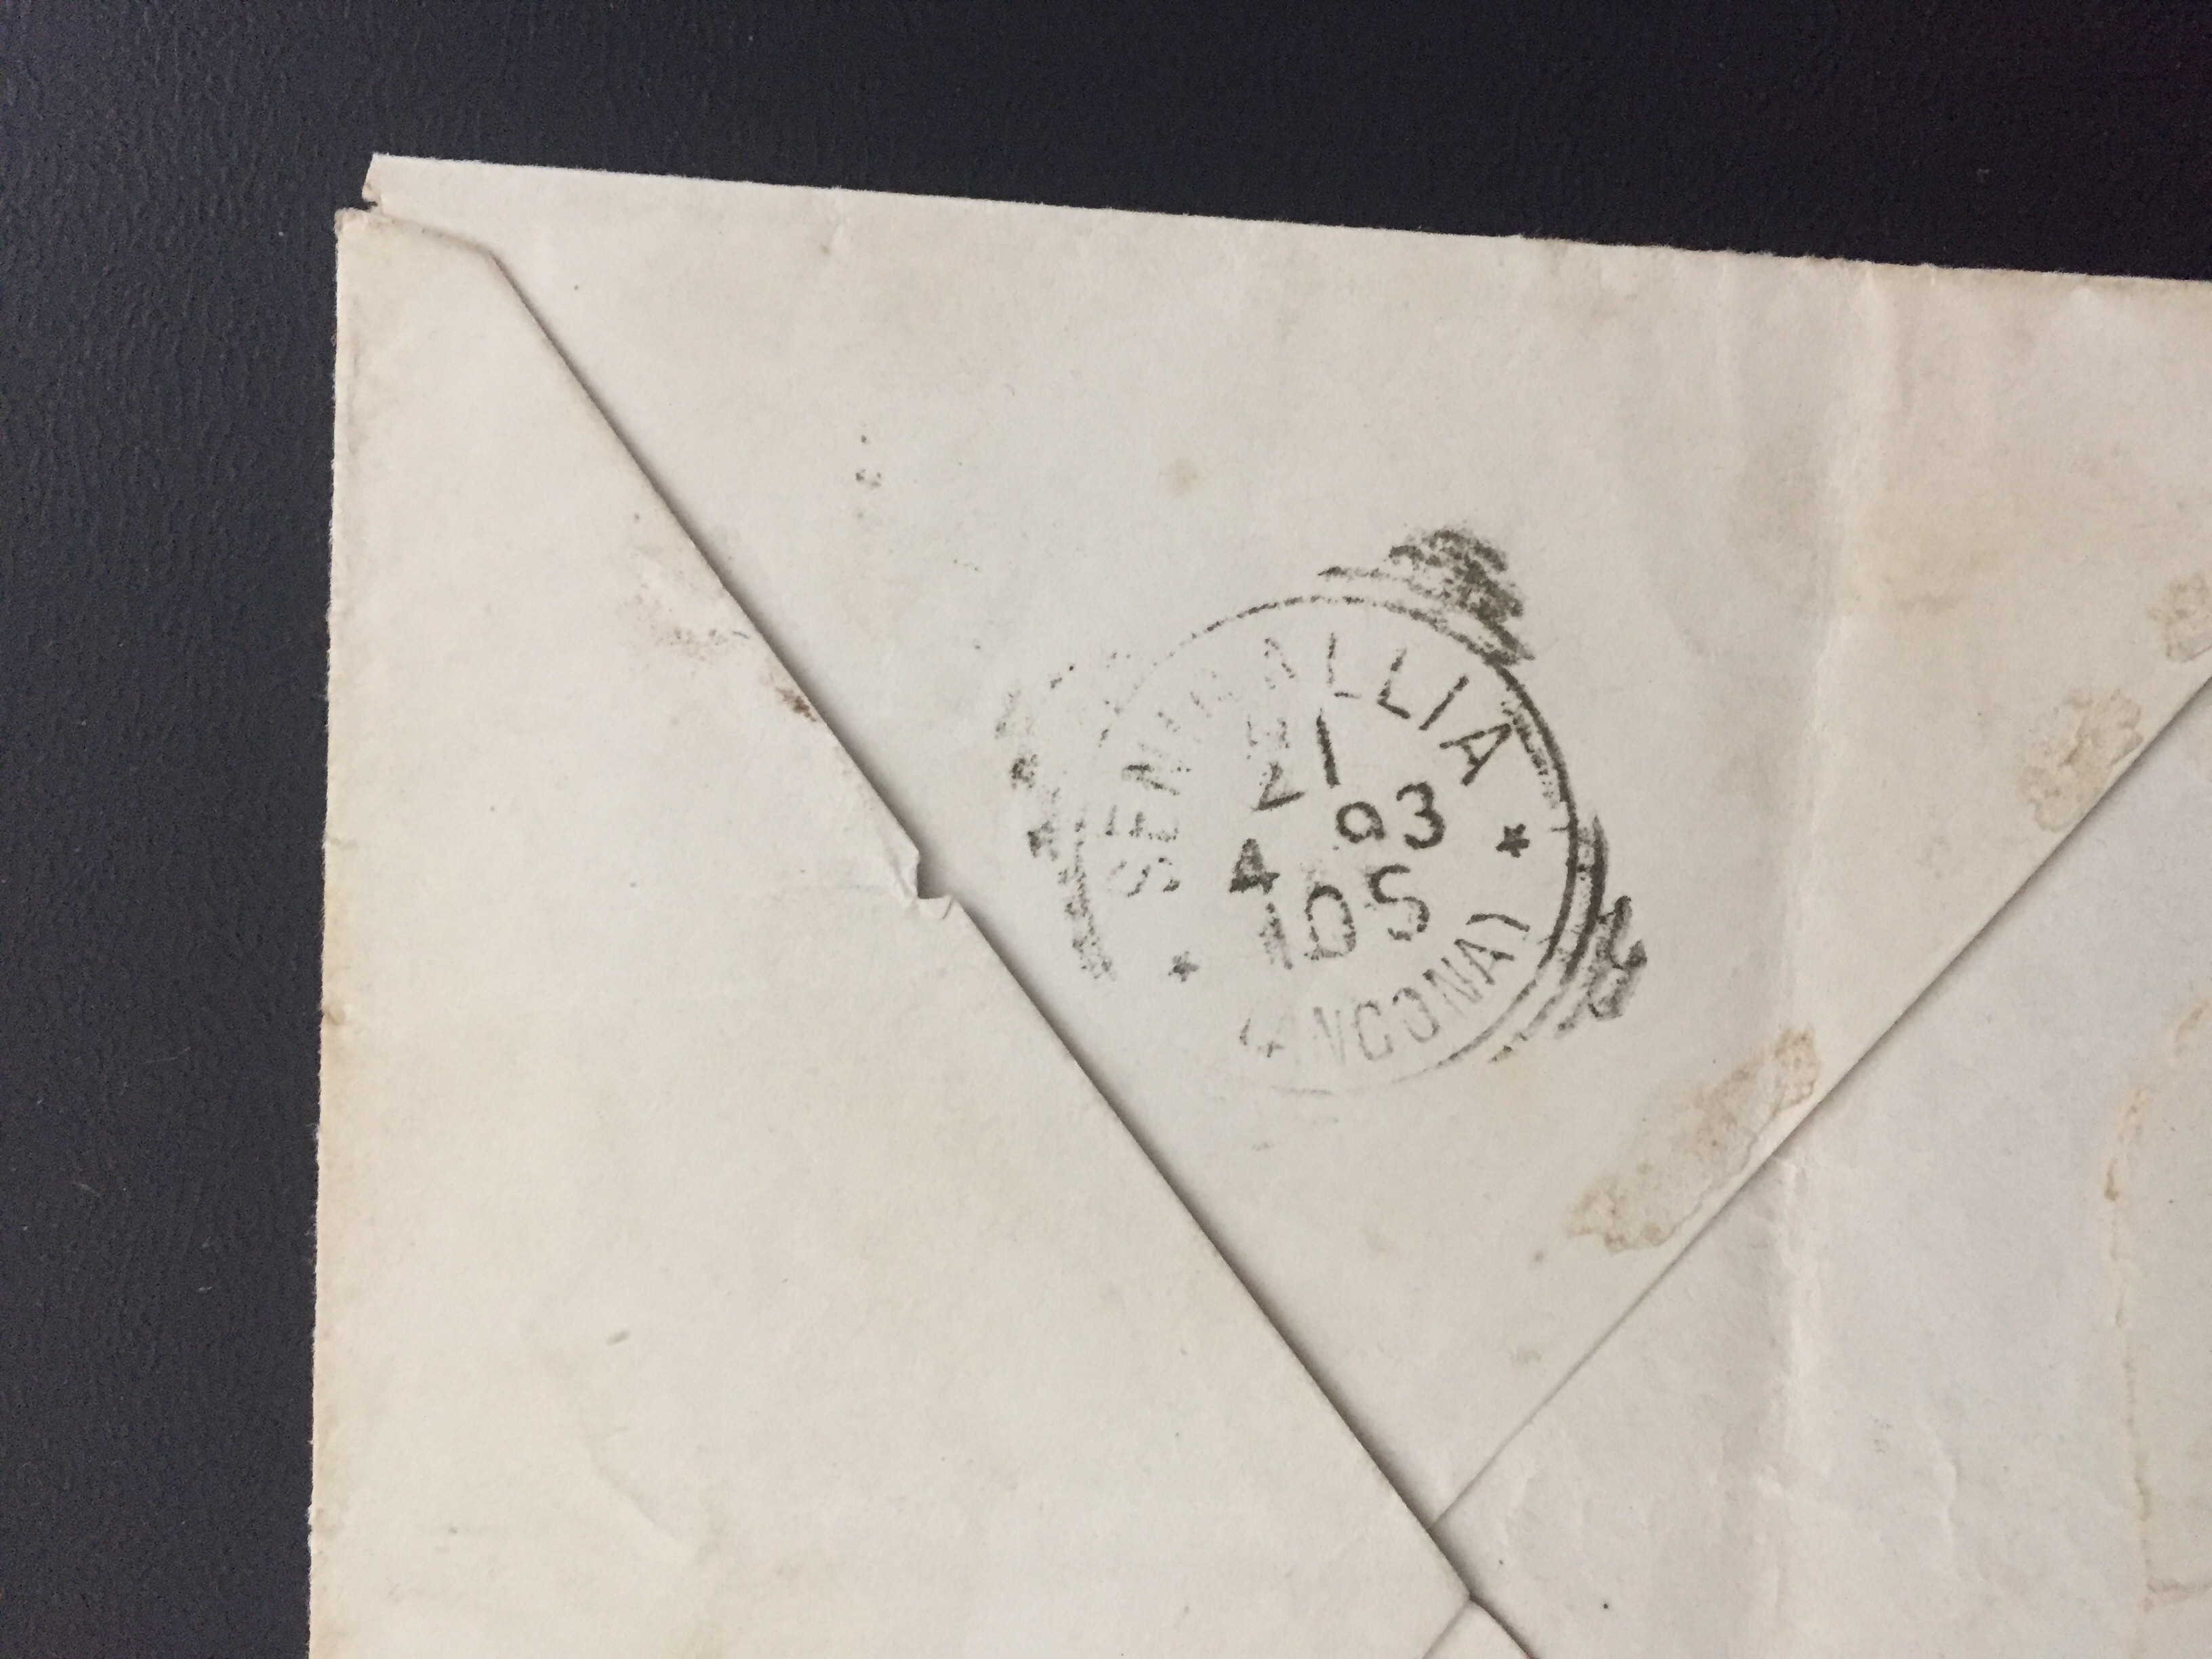 SENIGALLIA
21
4 93
10S
(ANCONA)